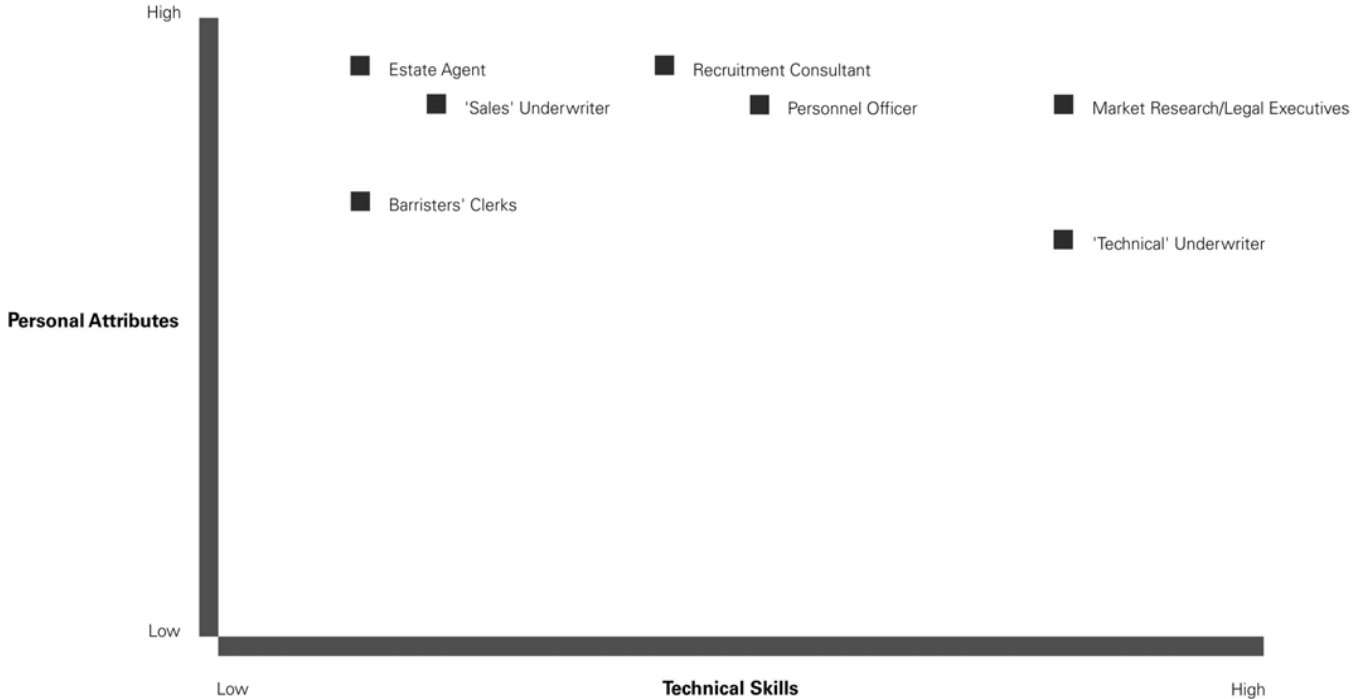 High
Estate Agent
Recruitment Consultant
'Sales' Underwriter
Personnel Officer
Market Research/Legal Executives
Barristers' Clerks
'Technical' Underwriter
Personal Attributes
Low
Low
Technical Skills
High